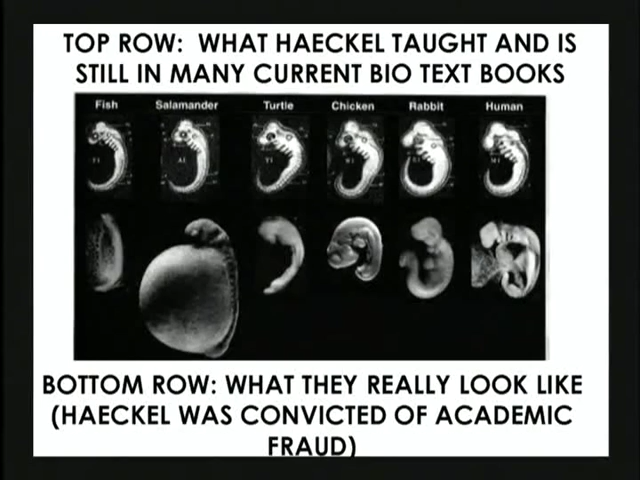 TOP ROW: WHAT HAECKEL TAUGHT AND IS
STILL IN MANY CURRENT BIO TEXT BOOKS
Fish Salamander Turtle Chicken Rabbit Human
BOTTOM ROW: WHAT THEY REALLY LOOK LIKE
(HAECKEL WAS CONVICTED OF ACADEMIC
FRAUD)